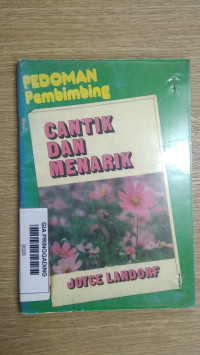 PEDOMAN
Pembimbing
CANTIK
DAN
MENARIK
JOYCE LANDORF
GIA PRINGGADING